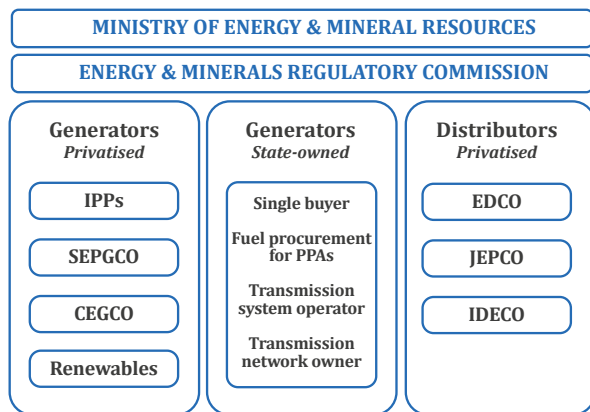 MINISTRY OF ENERGY & MINERAL RESOURCES
ENERGY & MINERALS REGULATORY COMMISSION
Generators
Privatised
IPPs
SEPGCO
CEGCO
Renewables
Generators
State-owned
Single buyer
Fuel procurement
for PPAs
Transmission
system operator
Transmission
network owner
Distributors
Privatised
EDCO
JEPCO
IDECO